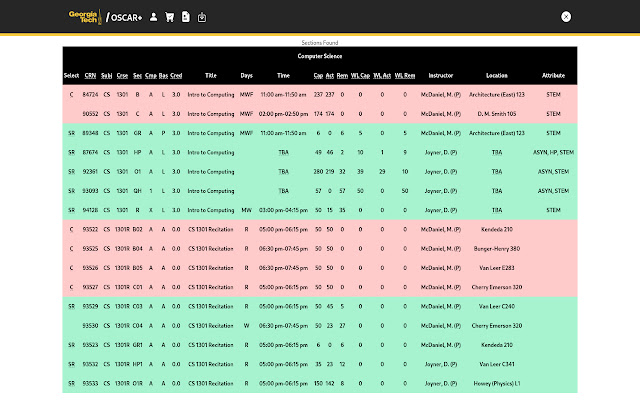 Georgia Tech / OSCAR+
Sections Found
Computer Science
Select CRN Subj Crse Sec Cmp Bas Cred Title Days Time Cap Act Rem WL Cap WL Act WL Rem Instructor Location Attribute
C 84724 CS 1301 B A L 3.0 Intro to Computing MWF 11:00 am-11:50 am 237 237 0 0 0 0 McDaniel, M. (P) Architecture (East) 123 STEM
90552 CS 1301 C A L 3.0 Intro to Computing MWF 02:00 pm-02:50 pm 174 174 0 0 0 0 McDaniel, M. (P) D. M. Smith 105 STEM
SR 89348 CS 1301 GR A P 3.0 Intro to Computing MWF 11:00 am-11:50 am 6 0 6 5 0 5 McDaniel, M. (P) Architecture (East) 123 STEM
SR 87674 CS 1301 HP A L 3.0 Intro to Computing TBA 49 46 2 10 1 9 Joyner, D. (P) TBA ASYN, HP, STEM
SR 92361 CS 1301 O1 A L 3.0 Intro to Computing TBA 280 219 32 39 29 10 Joyner, D. (P) TBA ASYN, STEM
SR 93093 CS 1301 QH 1 L 3.0 Intro to Computing TBA 57 0 57 50 0 50 McDaniel, M. (P) TBA ASYN, STEM
SR 94128 CS 1301 R X L 3.0 Intro to Computing MW 03:00 pm-04:15 pm 50 15 35 0 0 0 Joyner, D. (P) TBA STEM
C 93522 CS 1301R B02 A A 0.0 CS 1301 Recitation R 05:00 pm-06:15 pm 50 50 0 0 0 0 McDaniel, M. (P) Kendeda 210
C 93525 CS 1301R B04 A A 0.0 CS 1301 Recitation R 06:30 pm-07:45 pm 50 50 0 0 0 0 McDaniel, M. (P) Bunger-Henry 380
C 93526 CS 1301R B05 A A 0.0 CS 1301 Recitation R 06:30 pm-07:45 pm 50 50 0 0 0 0 McDaniel, M. (P) Van Leer E283
C 93527 CS 1301R C01 A A 0.0 CS 1301 Recitation R 05:00 pm-06:15 pm 50 50 0 0 0 0 McDaniel, M. (P) Cherry Emerson 320
SR 93529 CS 1301R C03 A A 0.0 CS 1301 Recitation R 05:00 pm-06:15 pm 50 45 5 0 0 0 McDaniel, M. (P) Van Leer C240
93530 CS 1301R C04 A A 0.0 CS 1301 Recitation W 06:30 pm-07:45 pm 50 23 27 0 0 0 McDaniel, M. (P) Cherry Emerson 320
SR 93523 CS 1301R GR1 A A 0.0 CS 1301 Recitation R 05:00 pm-06:15 pm 6 0 6 0 0 0 McDaniel, M. (P) Kendeda 210
SR 93532 CS 1301R HP1 A A 0.0 CS 1301 Recitation R 05:00 pm-06:15 pm 35 23 12 0 0 0 Joyner, D. (P) Van Leer C341
SR 93533 CS 1301R O1R A A 0.0 CS 1301 Recitation R 05:00 pm-06:15 pm 150 142 8 0 0 0 Joyner, D. (P) Howey (Physics) L1